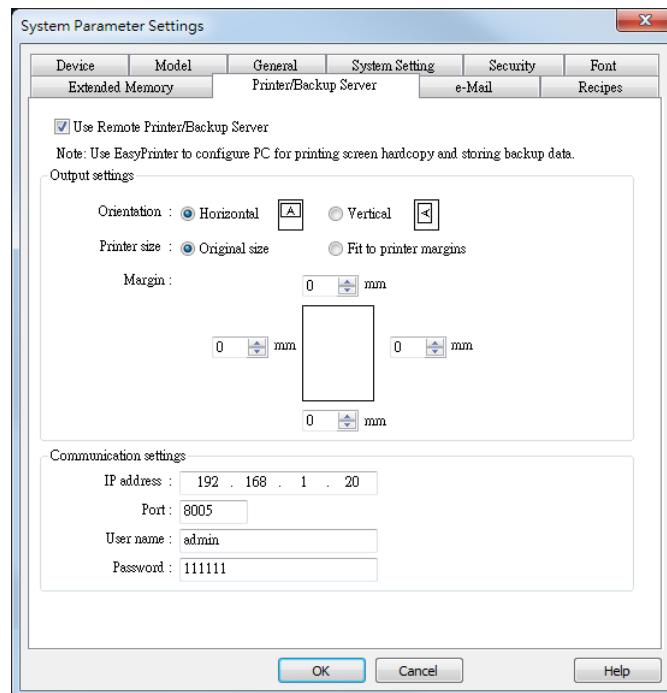 System Parameter Settings
Device Model General System Setting Security Font
Extended Memory Printer/Backup Server e-Mail Recipes
Use Remote Printer/Backup Server
Note: Use EasyPrinter to configure PC for printing screen hardcopy and storing backup data.
Output settings
Orientation : Horizontal A Vertical A
Printer size : Original size Fit to printer margins
Margin : 0 mm
0 mm 0 mm
0 mm
Communication settings
IP address : 192 . 168 . 1 . 20
Port : 8005
User name : admin
Password : 111111
OK Cancel Help